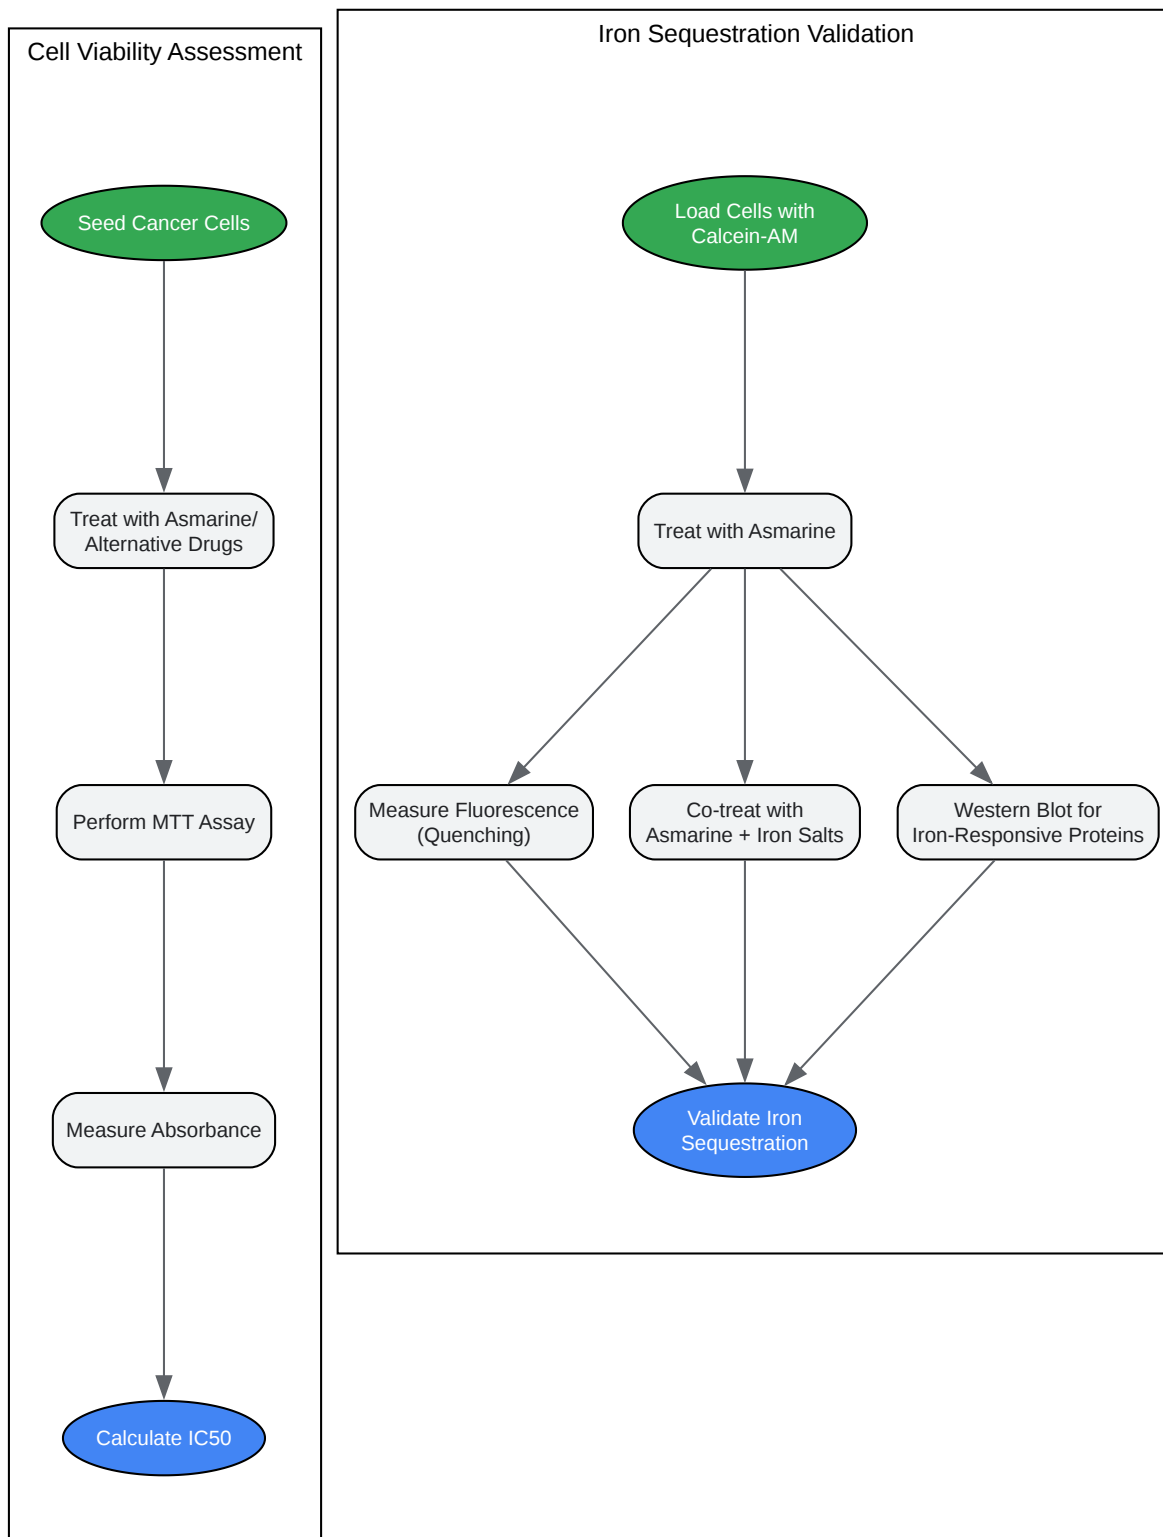 Cell Viability Assessment
Seed Cancer Cells
Treat with Asmarine/
Alternative Drugs
Perform MTT Assay
Measure Absorbance
Calculate IC50
Iron Sequestration Validation
Load Cells with
Calcein-AM
Treat with Asmarine
Measure Fluorescence
(Quenching)
Co-treat with
Asmarine + Iron Salts
Western Blot for
Iron-Responsive Proteins
Validate Iron
Sequestration